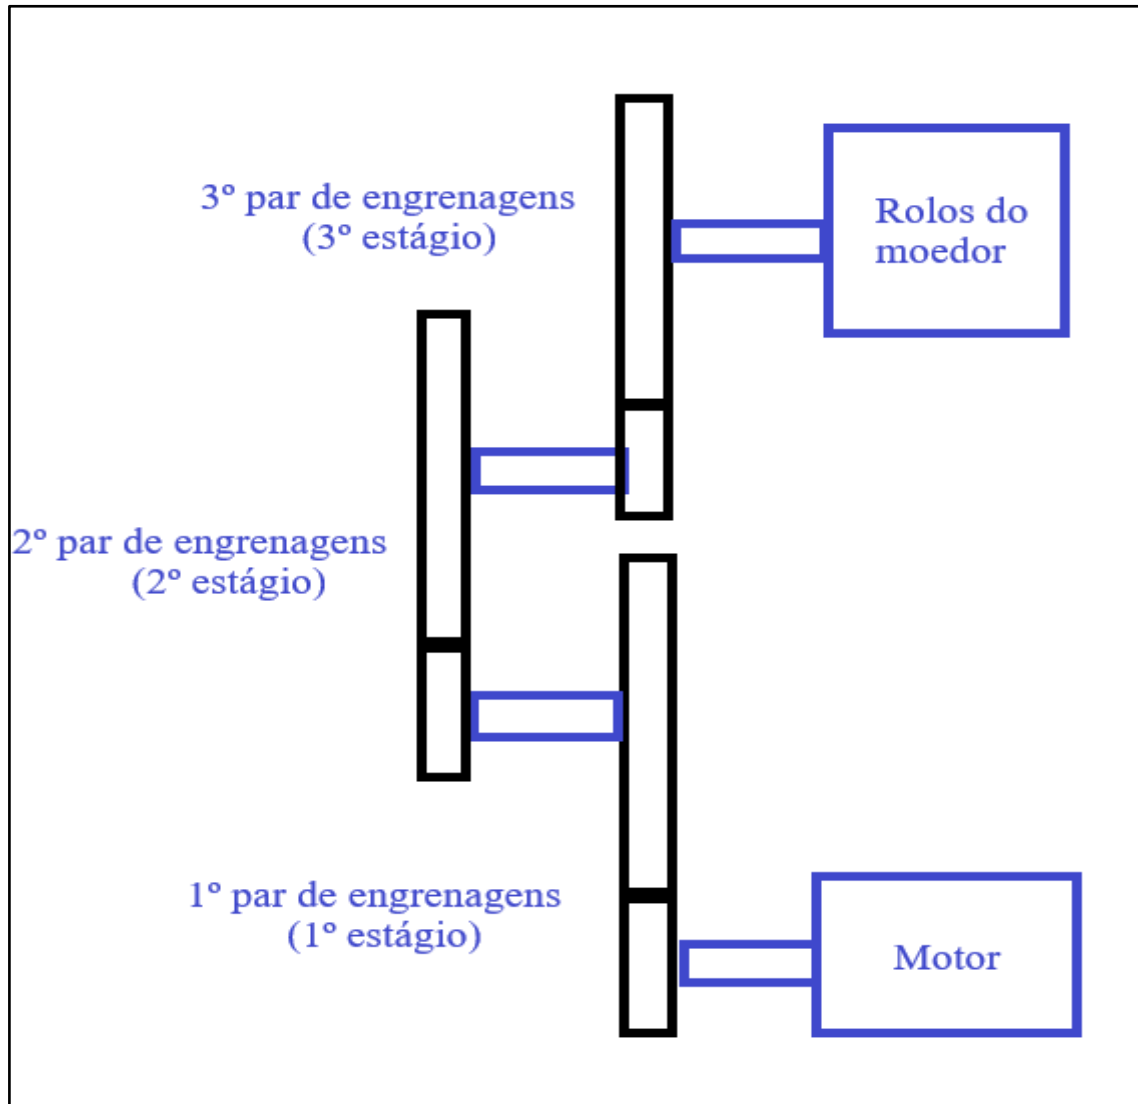 3º par de engrenagens
(3º estágio)
Rolos do
moedor
2º par de engrenagens
(2º estágio)
1º par de engrenagens
(1º estágio)
Motor